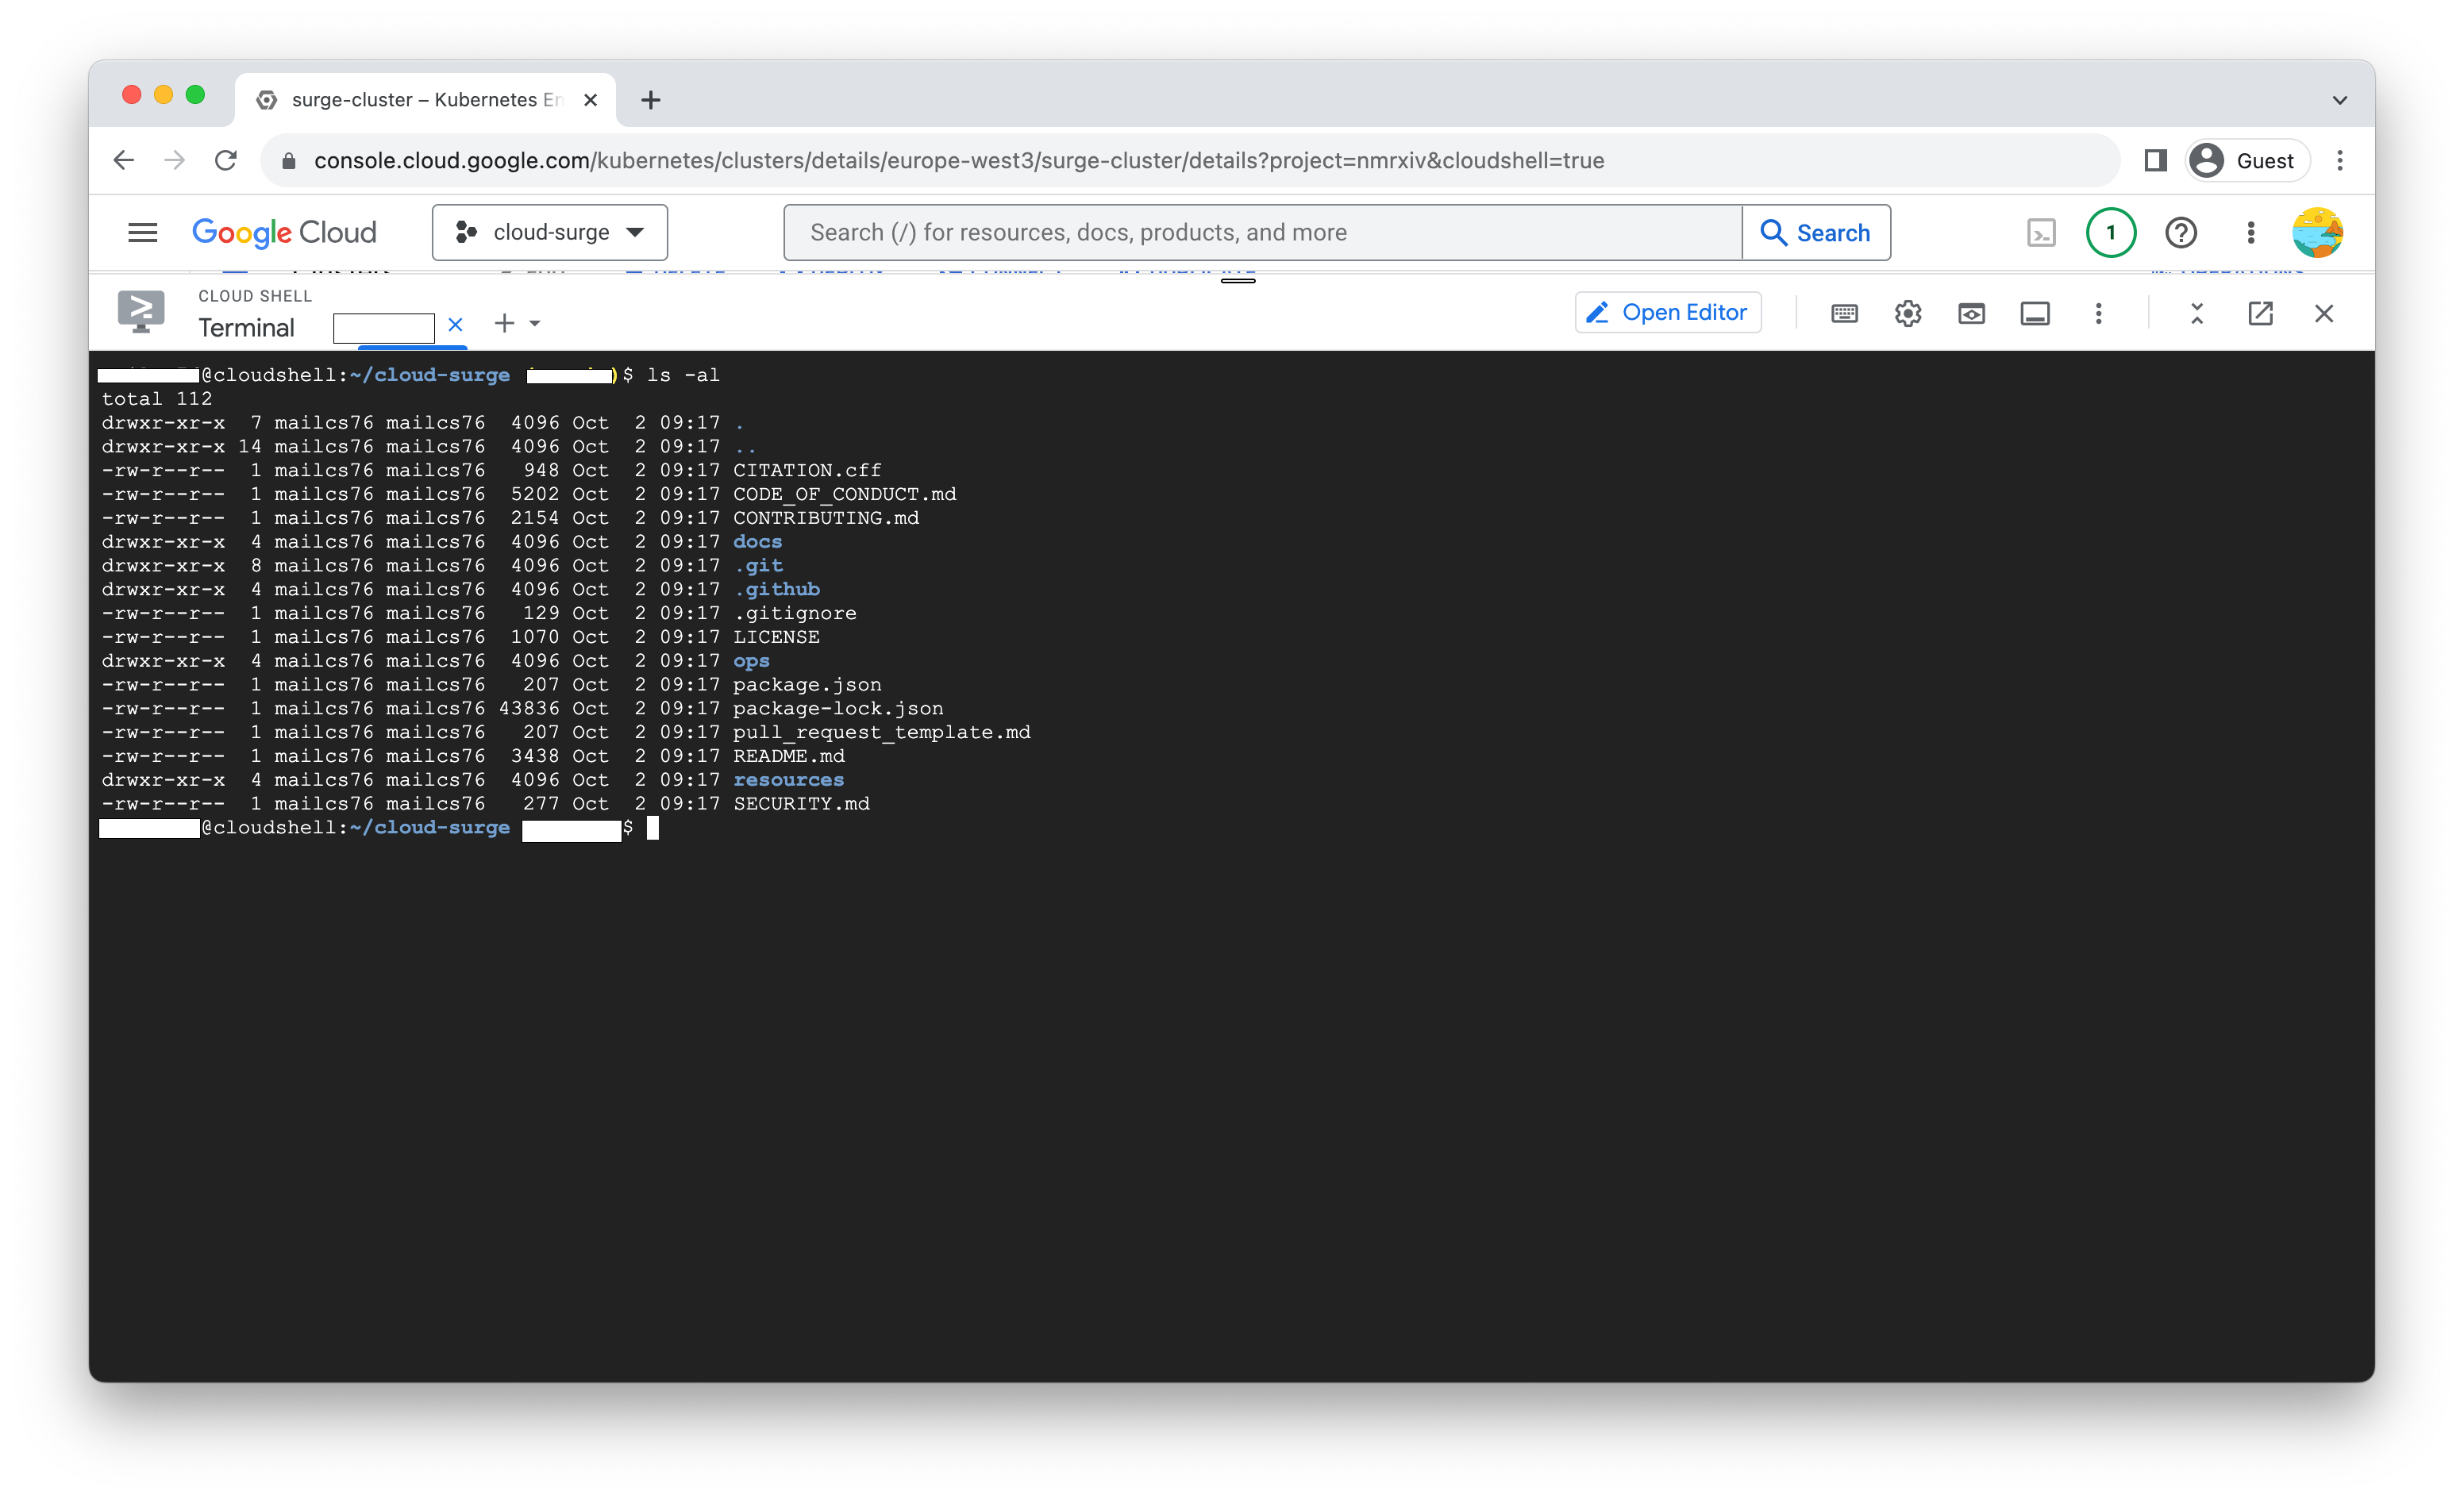 surge-cluster – Kubernetes En
console.cloud.google.com/kubernetes/clusters/details/europe-west3/surge-cluster/details?project=nmrxiv&cloudshell=true
Guest
Google Cloud
cloud-surge
Search (/) for resources, docs, products, and more
Search
1
CLOUD SHELL
Terminal
Open Editor
@cloudshell:~/cloud-surge )$ ls -al
total 112
drwxr-xr-x  7 mailcs76 mailcs76  4096 Oct  2 09:17 .
drwxr-xr-x 14 mailcs76 mailcs76  4096 Oct  2 09:17 ..
-rw-r--r--  1 mailcs76 mailcs76   948 Oct  2 09:17 CITATION.cff
-rw-r--r--  1 mailcs76 mailcs76  5202 Oct  2 09:17 CODE_OF_CONDUCT.md
-rw-r--r--  1 mailcs76 mailcs76  2154 Oct  2 09:17 CONTRIBUTING.md
drwxr-xr-x  4 mailcs76 mailcs76  4096 Oct  2 09:17 docs
drwxr-xr-x  8 mailcs76 mailcs76  4096 Oct  2 09:17 .git
drwxr-xr-x  4 mailcs76 mailcs76  4096 Oct  2 09:17 .github
-rw-r--r--  1 mailcs76 mailcs76   129 Oct  2 09:17 .gitignore
-rw-r--r--  1 mailcs76 mailcs76  1070 Oct  2 09:17 LICENSE
drwxr-xr-x  4 mailcs76 mailcs76  4096 Oct  2 09:17 ops
-rw-r--r--  1 mailcs76 mailcs76   207 Oct  2 09:17 package.json
-rw-r--r--  1 mailcs76 mailcs76 43836 Oct  2 09:17 package-lock.json
-rw-r--r--  1 mailcs76 mailcs76   207 Oct  2 09:17 pull_request_template.md
-rw-r--r--  1 mailcs76 mailcs76  3438 Oct  2 09:17 README.md
drwxr-xr-x  4 mailcs76 mailcs76  4096 Oct  2 09:17 resources
-rw-r--r--  1 mailcs76 mailcs76   277 Oct  2 09:17 SECURITY.md
@cloudshell:~/cloud-surge $